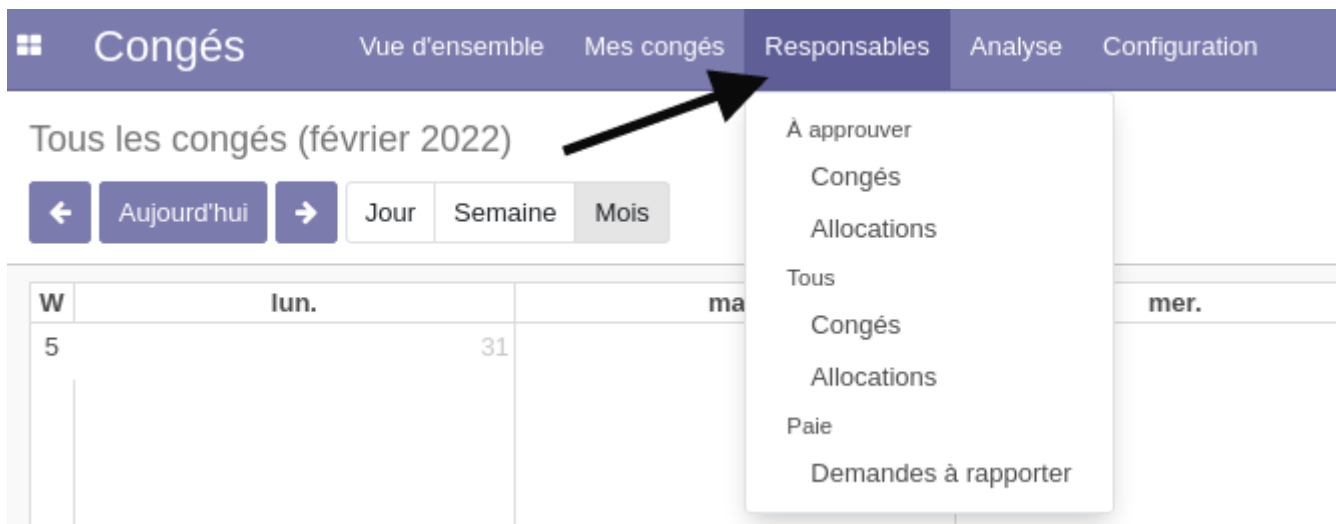 Congés Vue d'ensemble Mes congés Responsables Analyse Configuration
Tous les congés (février 2022)
Aujourd'hui Jour Semaine Mois
À approuver
Congés
Allocations
Tous
Congés
Allocations
Paie
Demandes à rapporter
W lun. ma mer.
5 31